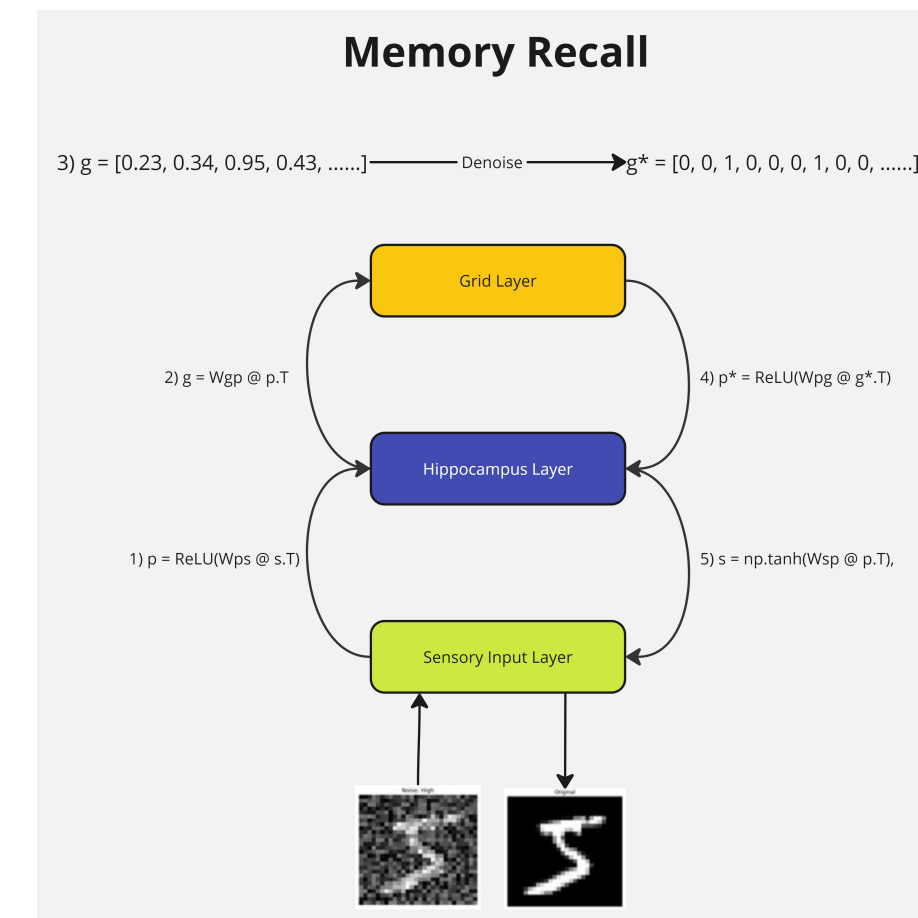 Memory Recall
3) g = [0.23, 0.34, 0.95, 0.43, ......]
Denoise
g* = [0, 0, 1, 0, 0, 0, 1, 0, 0, ......]
Grid Layer
2) g = Wgp @ p.T
4) p* = ReLU(Wpg @ g*.T)
Hippocampus Layer
1) p = ReLU(Wps @ s.T)
5) s = np.tanh(Wsp @ p.T),
Sensory Input Layer
Noise: High
Original